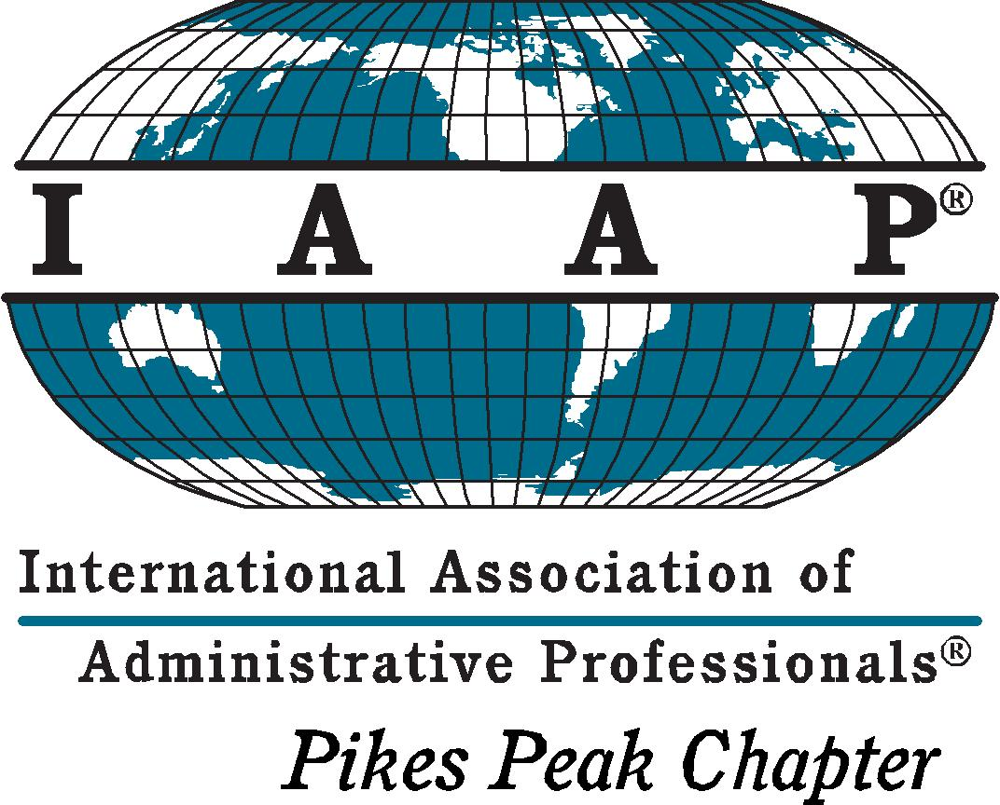 I A A P®
International Association of
Administrative Professionals®
Pikes Peak Chapter